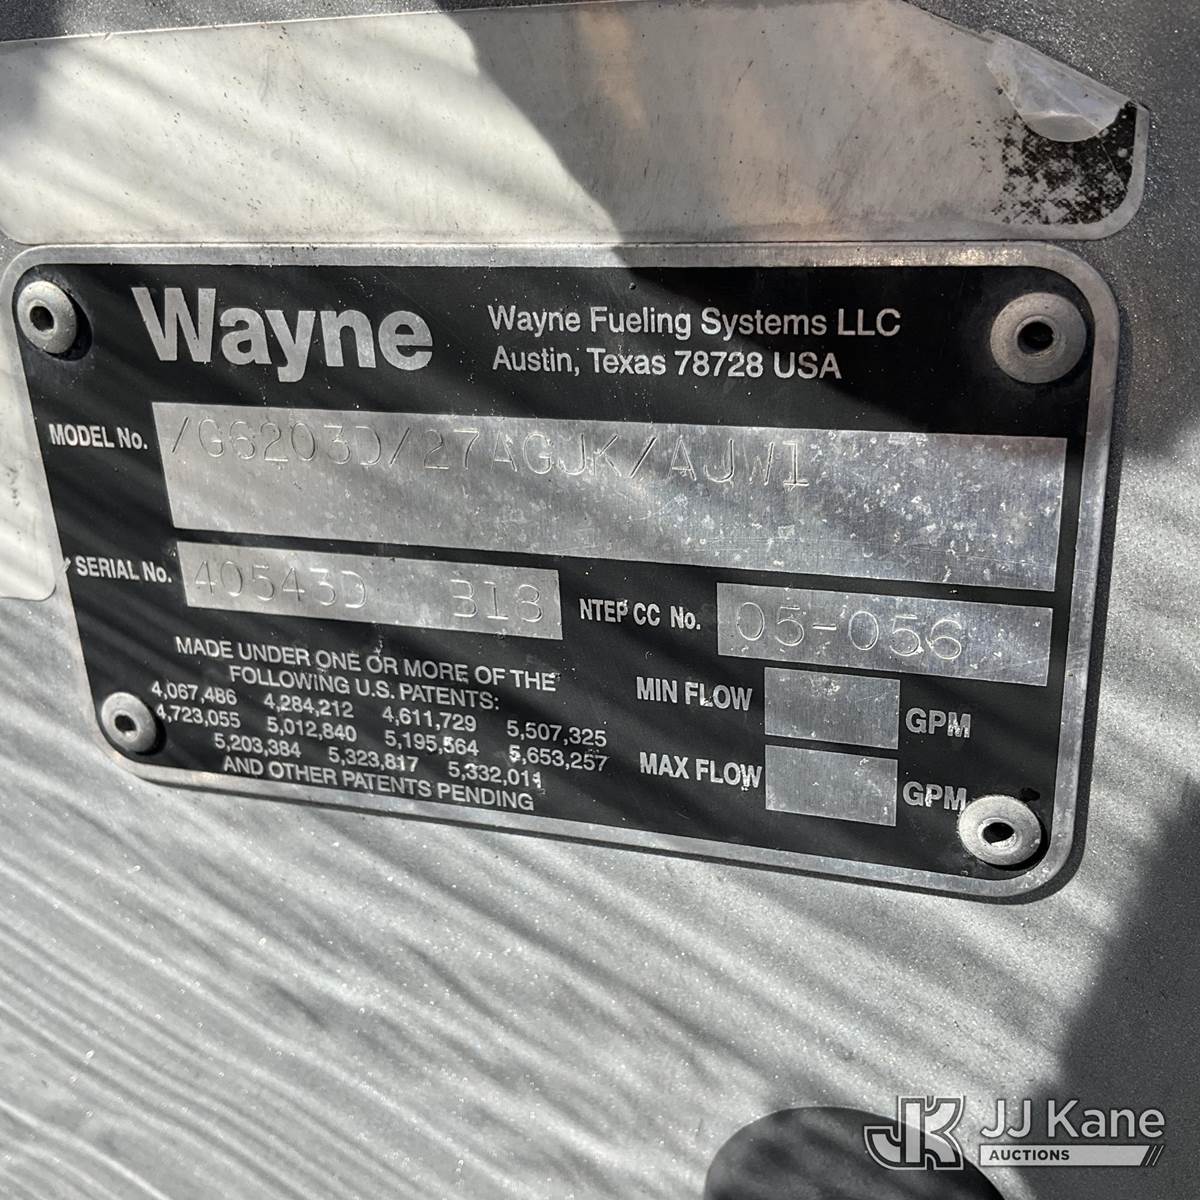 Wayne
Wayne Fueling Systems LLC
Austin, Texas 78728 USA
MODEL No. /G6203D/27AGJK/AJW1
SERIAL No. 40543D B13
NTEP CC No. 05-056
MADE UNDER ONE OR MORE OF THE
FOLLOWING U.S. PATENTS:
4,067,486 4,284,212 4,611,729 5,507,325
4,723,055 5,012,840 5,195,564 5,653,257
5,203,384 5,323,817 5,332,011
AND OTHER PATENTS PENDING
MIN FLOW GPM
MAX FLOW GPM
JK JJ Kane
AUCTIONS